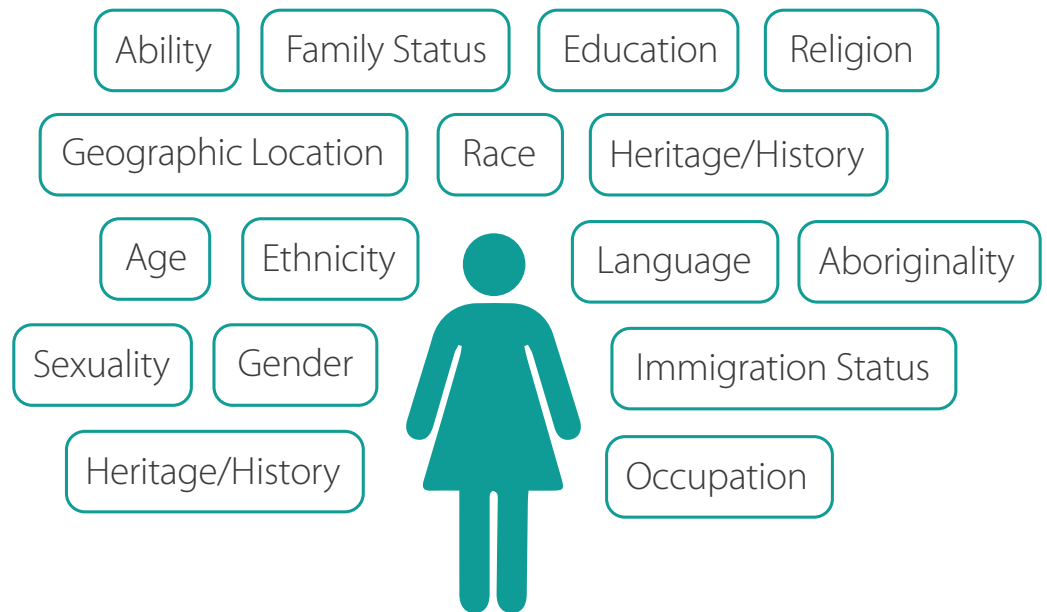 Ability Family Status Education Religion
Geographic Location Race Heritage/History
Age Ethnicity Language Aboriginality
Sexuality Gender Immigration Status
Heritage/History Occupation